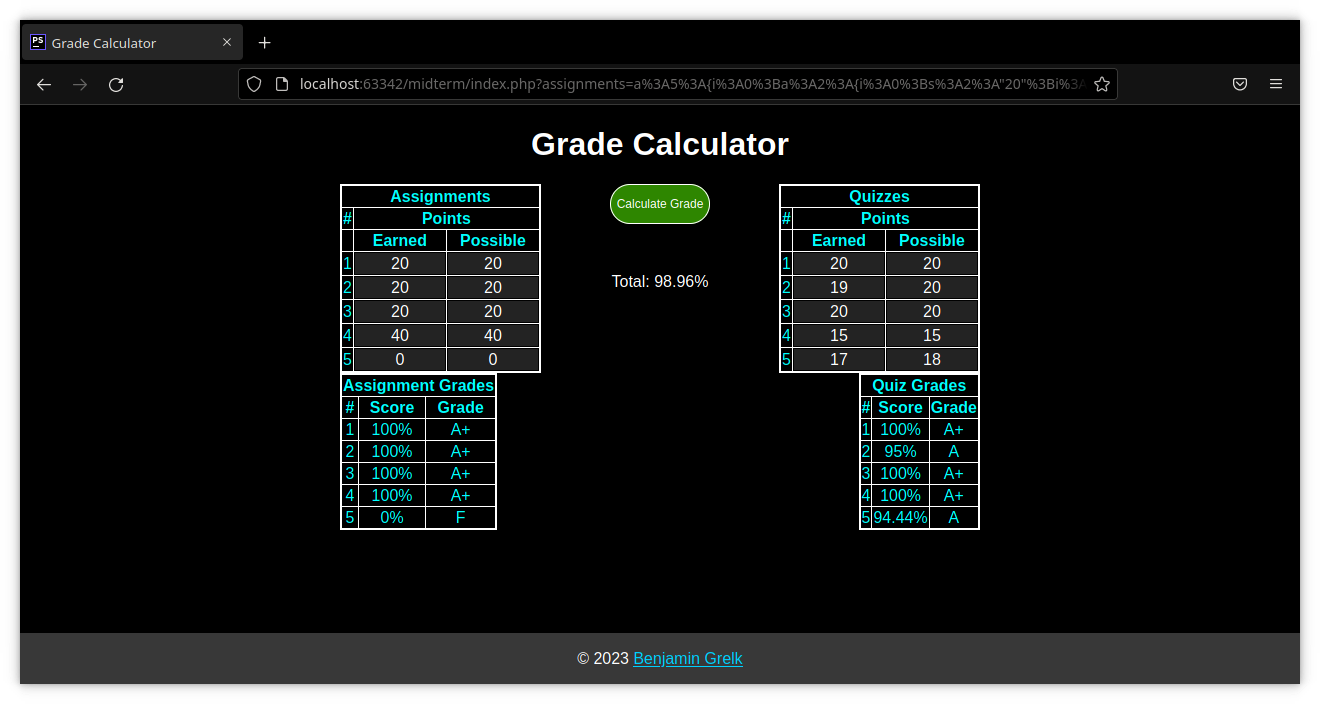 Grade Calculator
localhost:63342/midterm/index.php?assignments=a%3A5%3A{i%3A0%3Ba%3A2%3A{i%3A0%3Bs%3A2%3A"20"%3Bi%3A
Grade Calculator
Assignments
# Points
Earned Possible
1 20 20
2 20 20
3 20 20
4 40 40
5 0 0
Assignment Grades
# Score Grade
1 100% A+
2 100% A+
3 100% A+
4 100% A+
5 0% F
Calculate Grade
Total: 98.96%
Quizzes
# Points
Earned Possible
1 20 20
2 19 20
3 20 20
4 15 15
5 17 18
Quiz Grades
# Score Grade
1 100% A+
2 95% A
3 100% A+
4 100% A+
5 94.44% A
© 2023 Benjamin Grelk